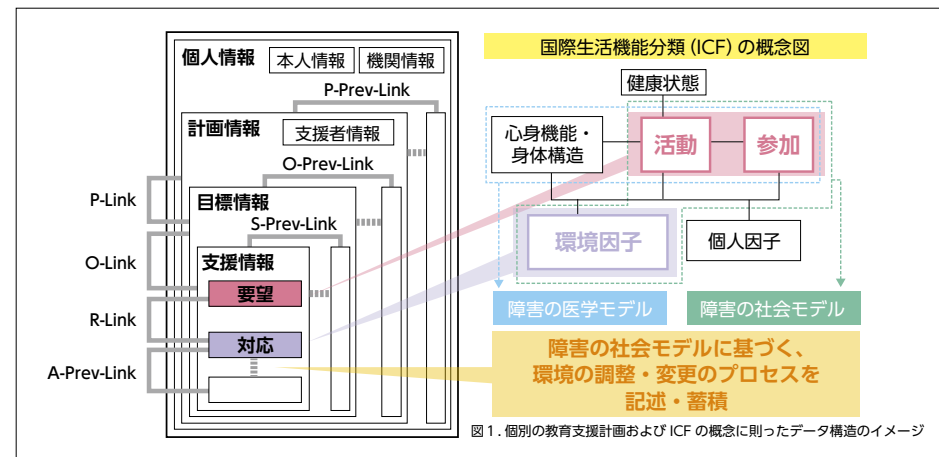 個人情報
本人情報
機関情報
P-Prev-Link
計画情報
支援者情報
O-Prev-Link
P-Link
目標情報
S-Prev-Link
O-Link
支援情報
要望
R-Link
対応
A-Prev-Link
国際生活機能分類（ICF）の概念図
健康状態
心身機能・
身体構造
活動
参加
環境因子
個人因子
障害の医学モデル
障害の社会モデル
障害の社会モデルに基づく、
環境の調整・変更のプロセスを
記述・蓄積
図１. 個別の教育支援計画および ICF の概念に則ったデータ構造のイメージ